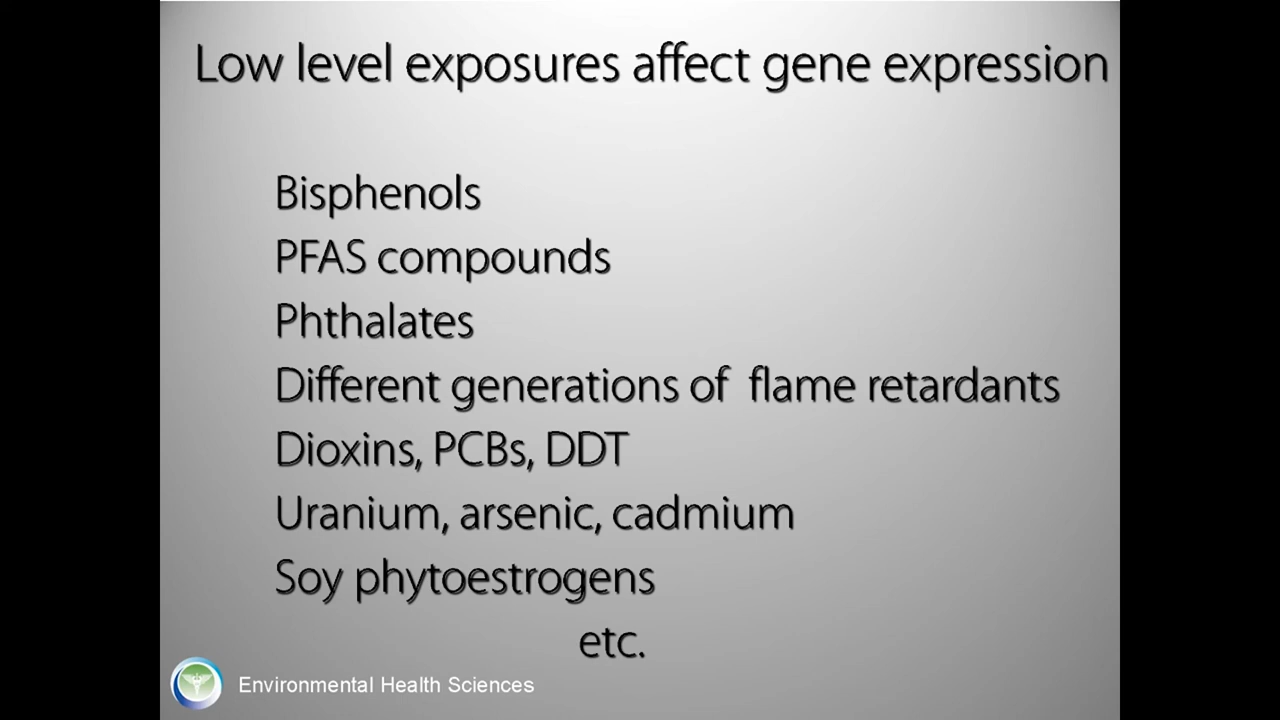 Low level exposures affect gene expression
Bisphenols
PFAS compounds
Phthalates
Different generations of flame retardants
Dioxins, PCBs, DDT
Uranium, arsenic, cadmium
Soy phytoestrogens
etc.
Environmental Health Sciences